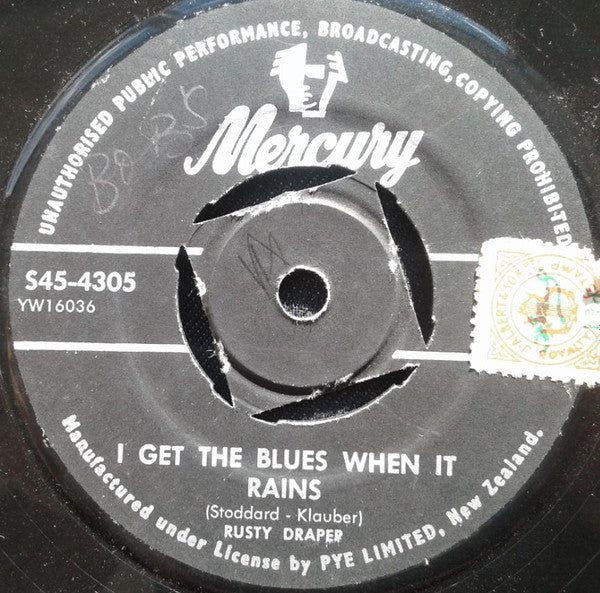 UNAUTHORISED PUBLIC PERFORMANCE, BROADCASTING, COPYING PROHIBITED
Mercury
S45-4305
YW16036
I GET THE BLUES WHEN IT
RAINS
(Stoddard - Klauber)
RUSTY DRAPER
Manufactured under License by PYE LIMITED, New Zealand.